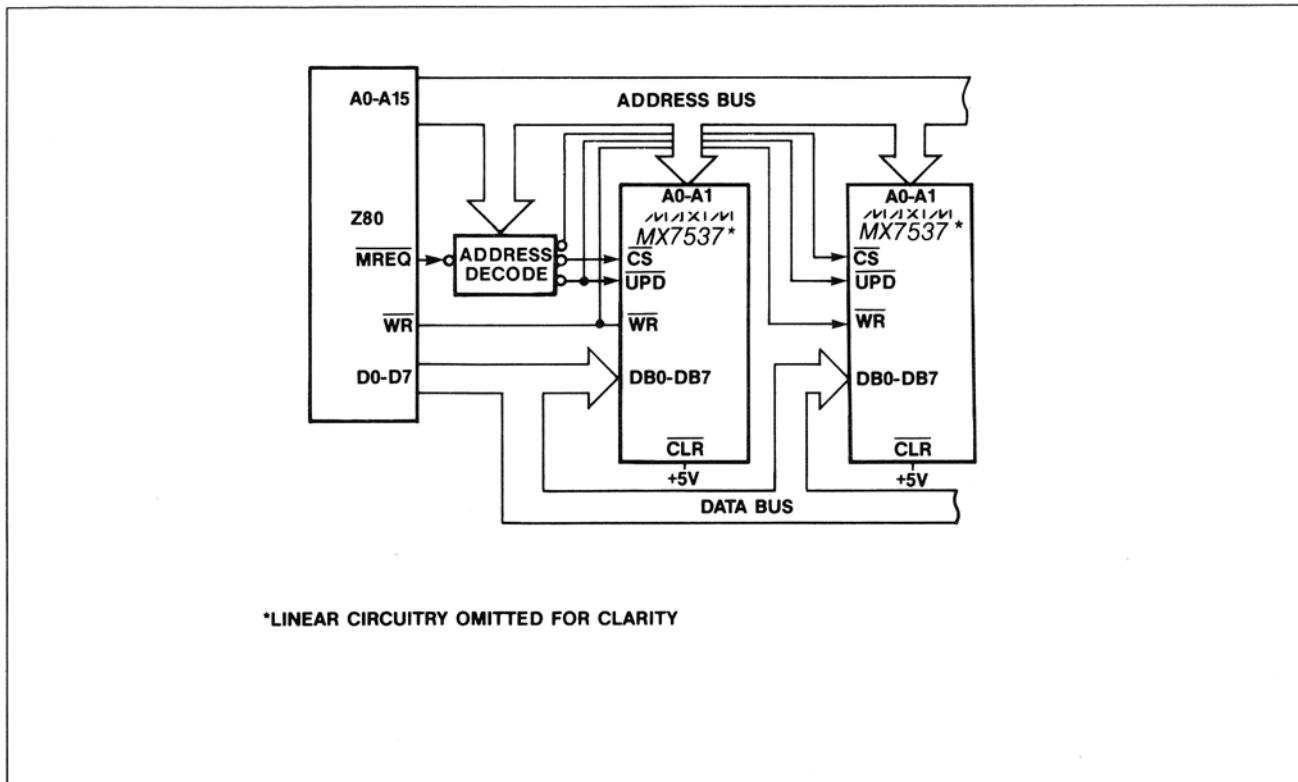 A0-A15
ADDRESS BUS
A0-A1
A0-A1
Z80
MAXIM
MAXIM
MX7537*
MX7537*
MREQ
ADDRESS
DECODE
CS
CS
UPD
UPD
WR
WR
WR
D0-D7
DB0-DB7
DB0-DB7
CLR
CLR
+5V
+5V
DATA BUS
*LINEAR CIRCUITRY OMITTED FOR CLARITY